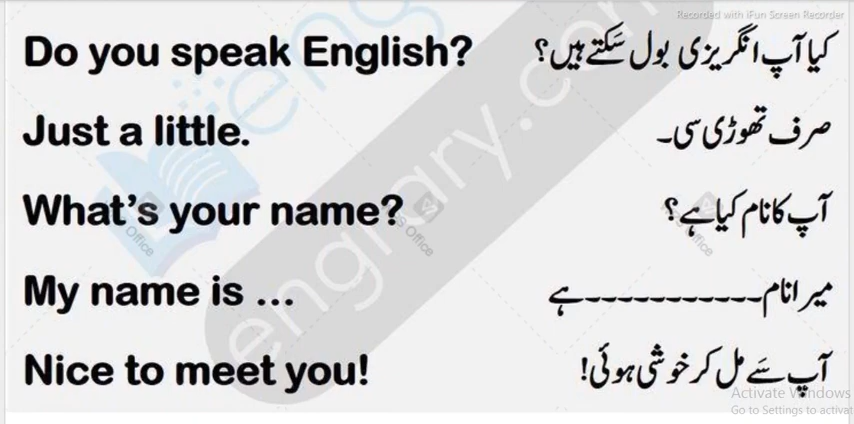 Recorded with iFun Screen Recorder
Do you speak English? کیا آپ انگریزی بول سکتے ہیں؟
Just a little. صرف تھوڑی سی۔
What's your name? آپ کا نام کیا ہے؟
My name is ... میرا نام------------ہے
Nice to meet you! آپ سے مل کر خوشی ہوئی!
engrary.com
Activate Windows
Go to Settings to activat